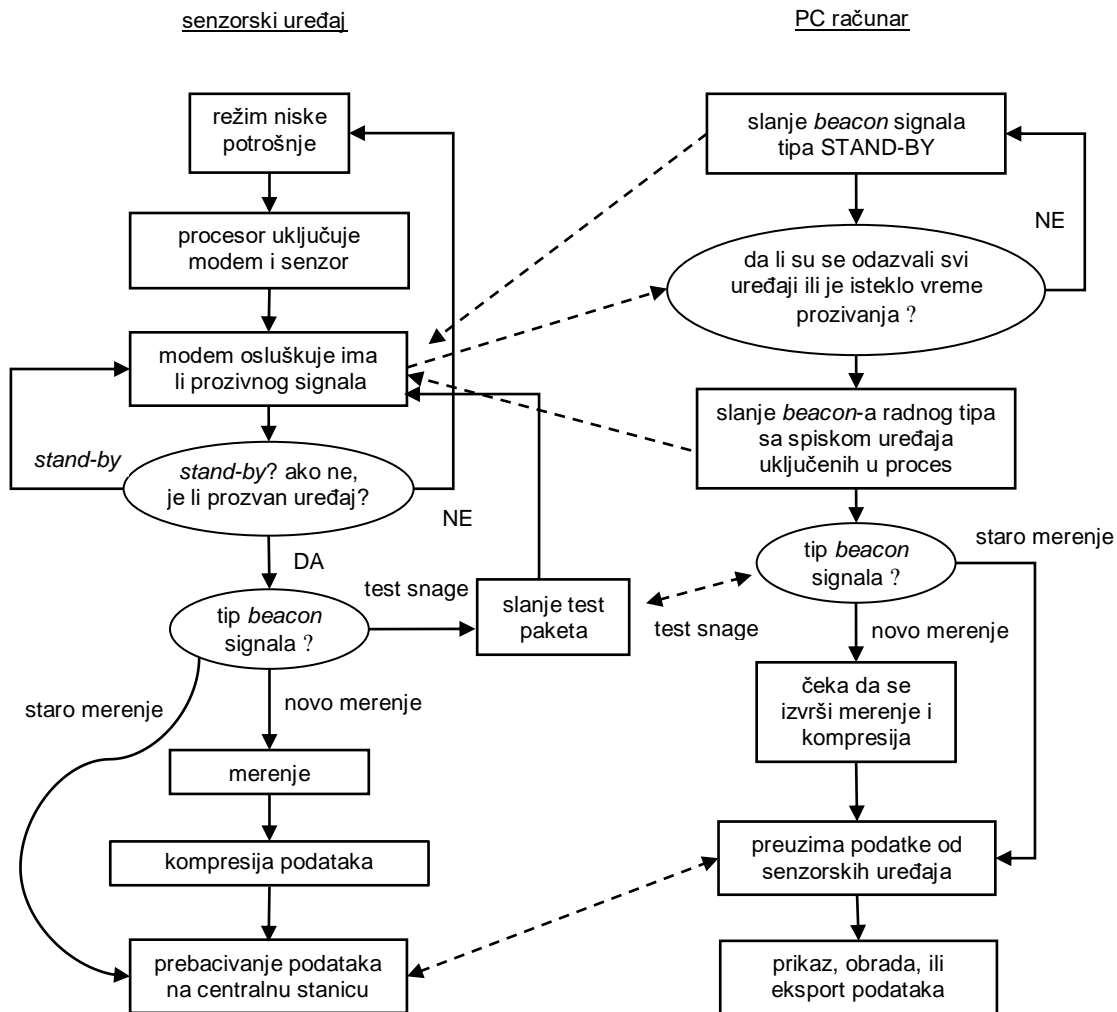 senzorski uređaj
režim niske
potrošnje
procesor uključuje
modem i senzor
modem osluškuje ima
li prozivnog signala
stand-by
stand-by? ako ne,
je li prozvan uređaj?
NE
DA
tip beacon
signala ?
test snage
slanje test
paketa
staro merenje
novo merenje
merenje
kompresija podataka
prebacivanje podataka
na centralnu stanicu
PC računar
slanje beacon signala
tipa STAND-BY
NE
da li su se odazvali svi
uređaji ili je isteklo vreme
prozivanja ?
slanje beacon-a radnog tipa
sa spiskom uređaja
uključenih u proces
tip beacon
signala ?
staro merenje
test snage
novo merenje
čeka da se
izvrši merenje i
kompresija
preuzima podatke od
senzorskih uređaja
prikaz, obrada, ili
eksport podataka